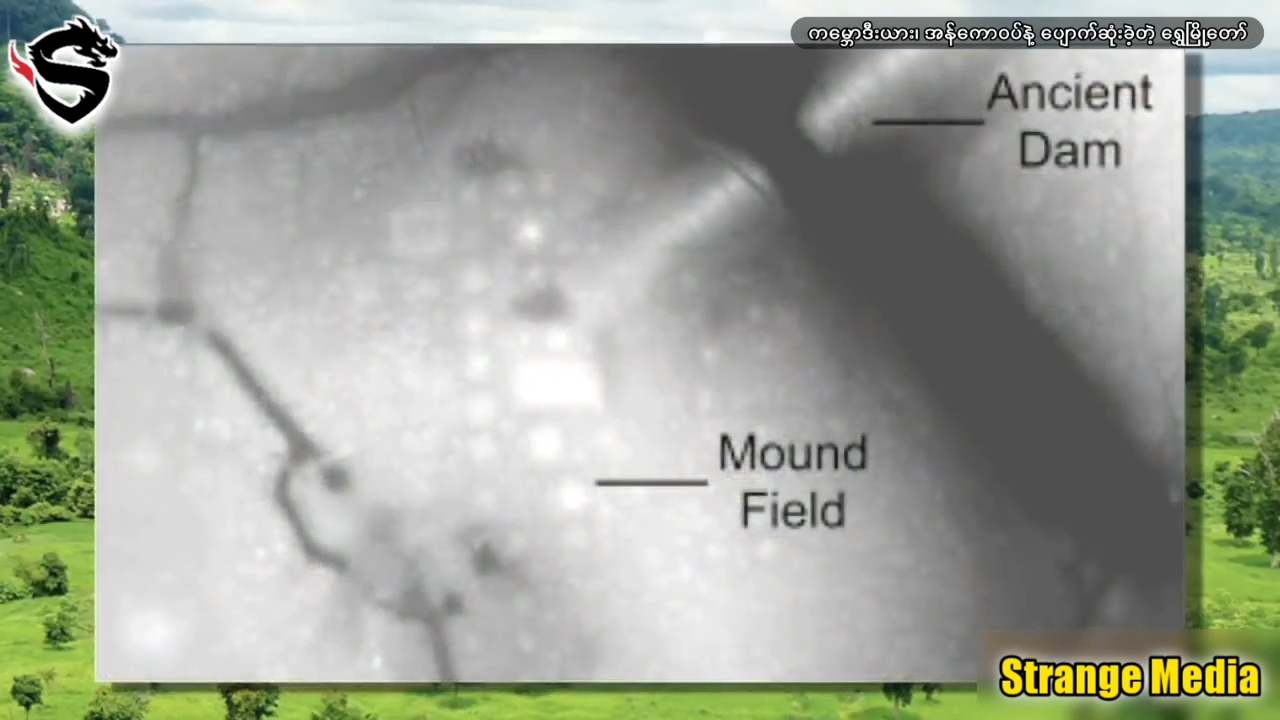 ကမ္ဘောဒီးယား၊ အန်ကောဝပ်နဲ့ ပျောက်ဆုံးခဲ့တဲ့ ရွှေမြို့တော်
Ancient
Dam
Mound
Field
Strange Media